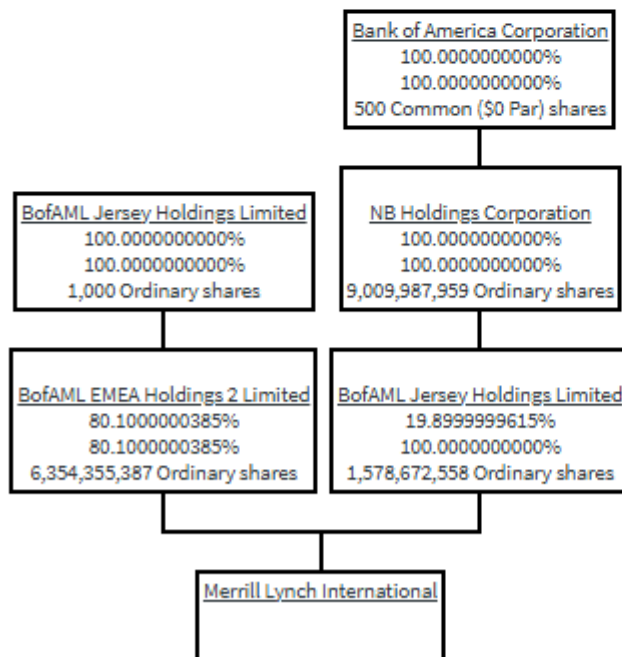 Bank of America Corporation
100.0000000000%
100.0000000000%
500 Common ($0 Par) shares
BofAML Jersey Holdings Limited
100.0000000000%
100.0000000000%
1,000 Ordinary shares
NB Holdings Corporation
100.0000000000%
100.0000000000%
9,009,987,959 Ordinary shares
BofAML EMEA Holdings 2 Limited
80.1000000385%
80.1000000385%
6,354,355,387 Ordinary shares
BofAML Jersey Holdings Limited
19.8999999615%
100.0000000000%
1,578,672,558 Ordinary shares
Merrill Lynch International